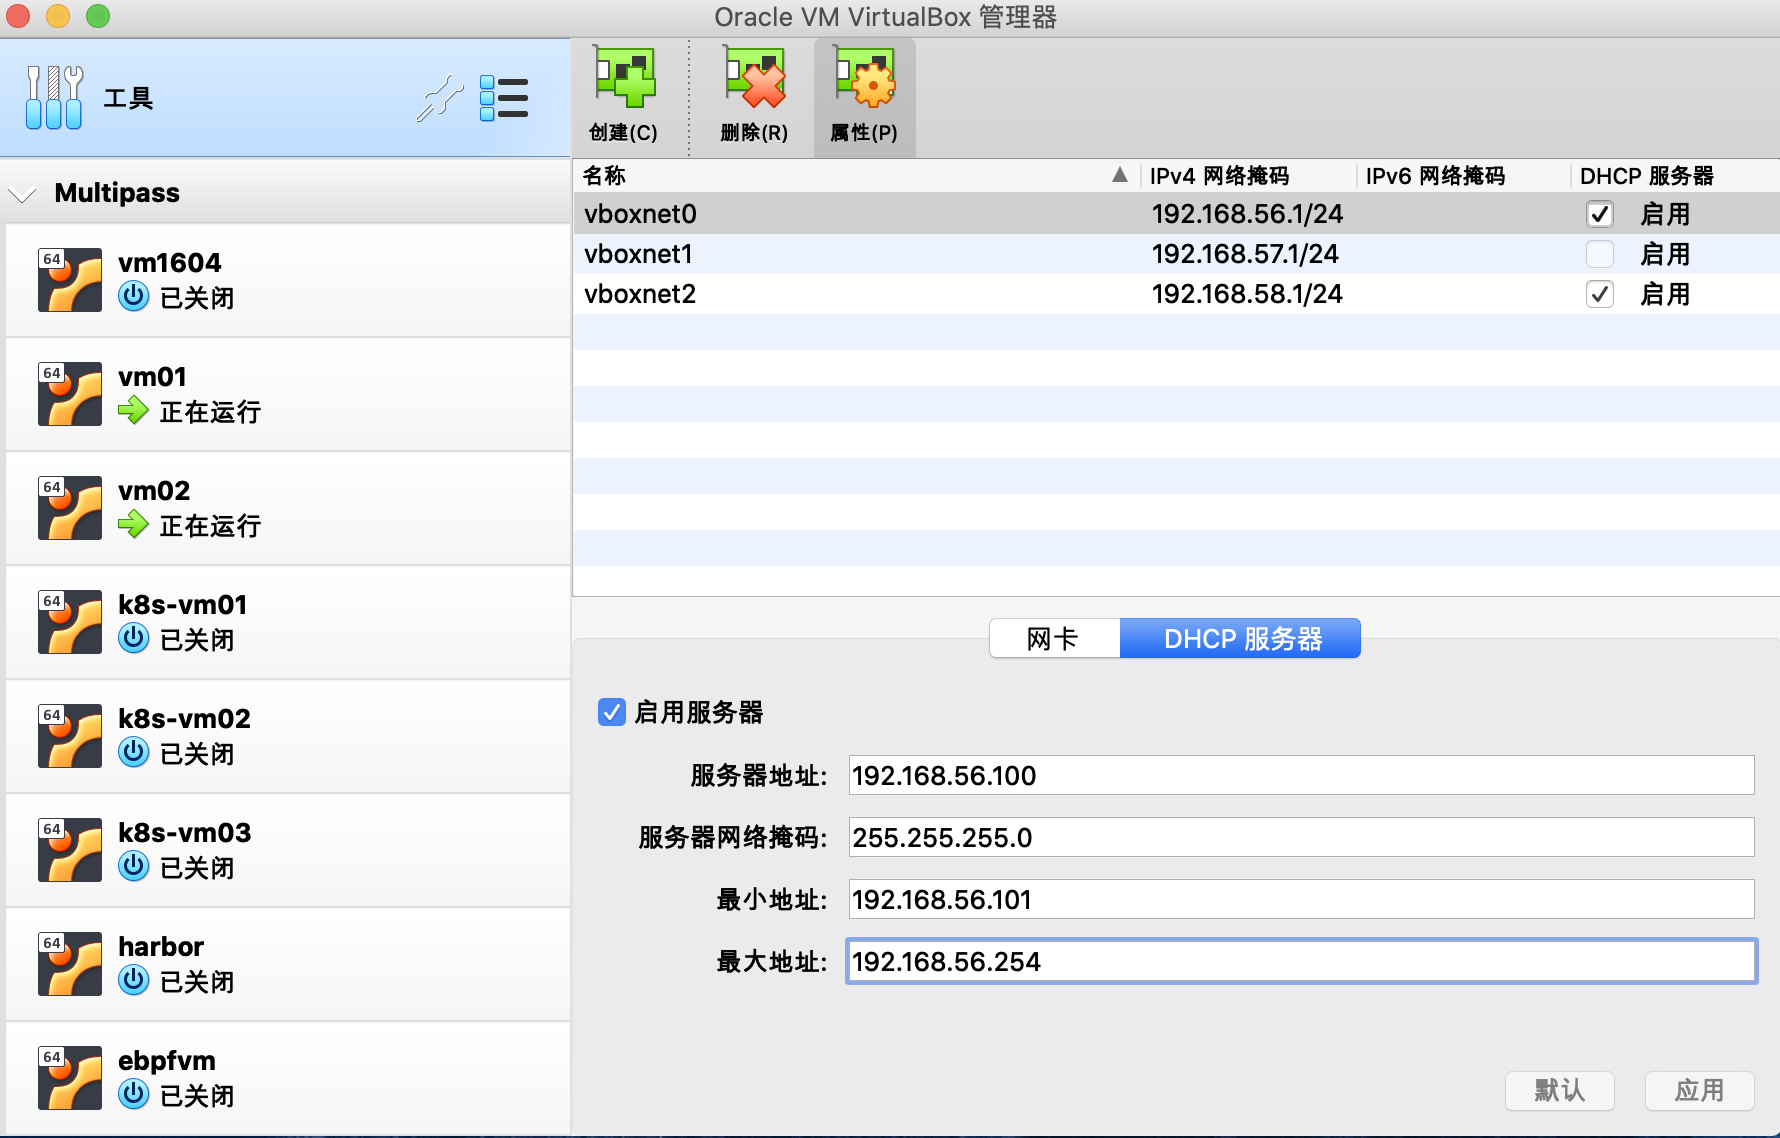 Oracle VM VirtualBox 管理器
工具
创建(C)
删除(R)
属性(P)
Multipass
64
vm1604
已关闭
64
vm01
正在运行
64
vm02
正在运行
64
k8s-vm01
已关闭
64
k8s-vm02
已关闭
64
k8s-vm03
已关闭
64
harbor
已关闭
64
ebpfvm
已关闭
名称 IPv4 网络掩码 IPv6 网络掩码 DHCP 服务器
vboxnet0 192.168.56.1/24 启用
vboxnet1 192.168.57.1/24 启用
vboxnet2 192.168.58.1/24 启用
网卡 DHCP 服务器
启用服务器
服务器地址: 192.168.56.100
服务器网络掩码: 255.255.255.0
最小地址: 192.168.56.101
最大地址: 192.168.56.254
默认 应用